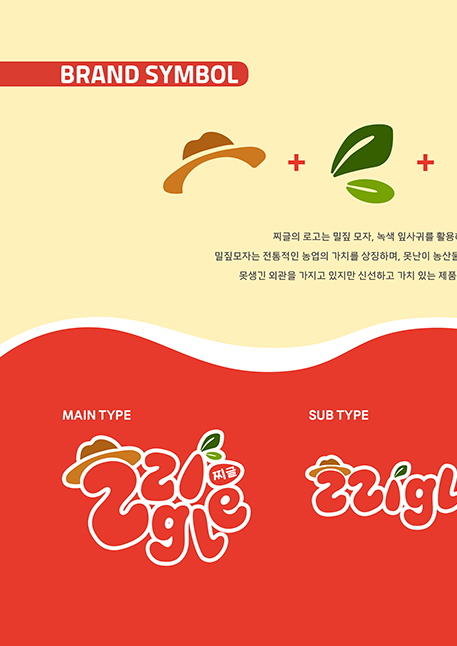 BRAND SYMBOL
+ +
찌글의 로고는 밀짚 모자, 녹색 잎사귀를 활용
밀짚모자는 전통적인 농업의 가치를 상징하며, 못난이 농산물
못생긴 외관을 가지고 있지만 신선하고 가치 있는 제품
MAIN TYPE
SUB TYPE
zzi
찌글
gle
zzigl